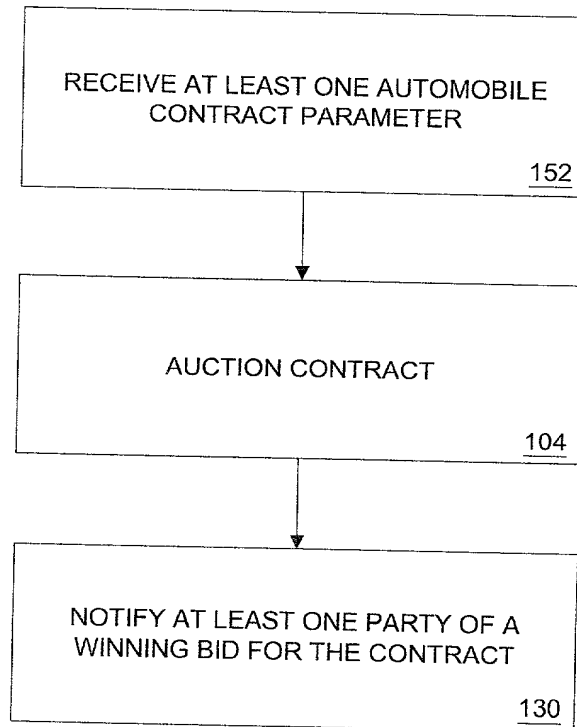 RECEIVE AT LEAST ONE AUTOMOBILE
CONTRACT PARAMETER
152
AUCTION CONTRACT
104
NOTIFY AT LEAST ONE PARTY OF A
WINNING BID FOR THE CONTRACT
130